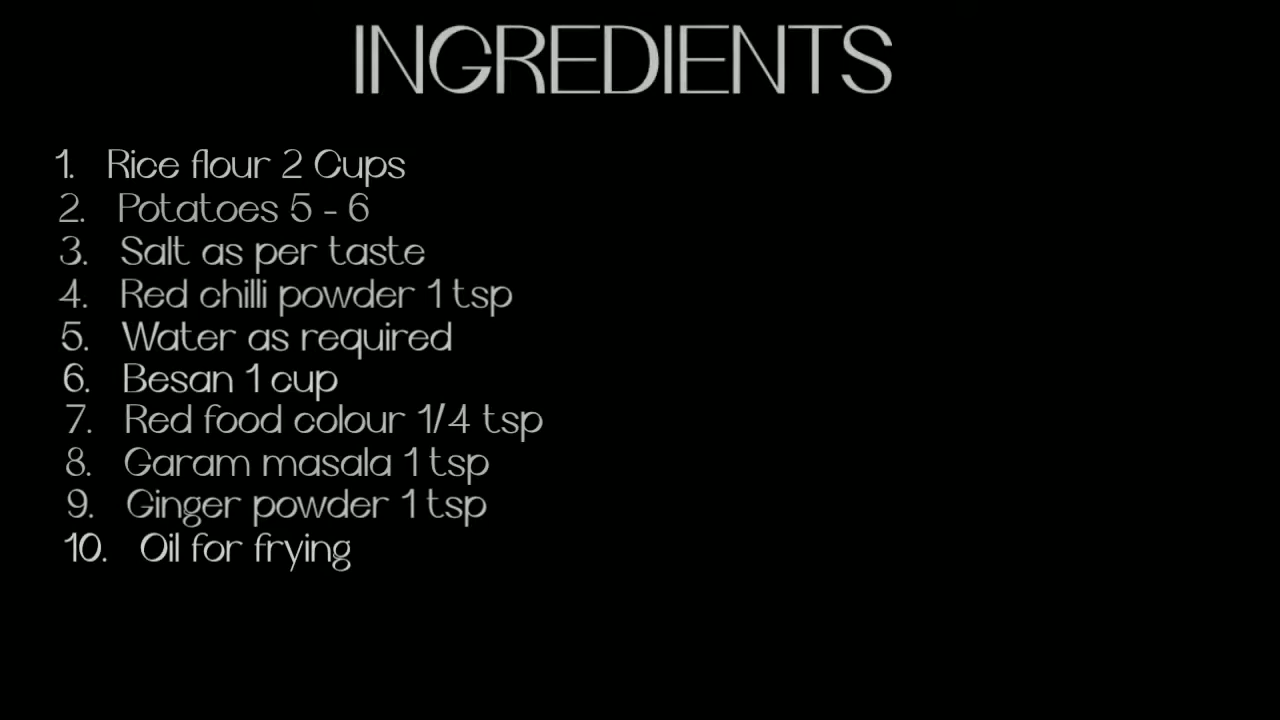 INGREDIENTS
1. Rice flour 2 Cups
2. Potatoes 5 - 6
3. Salt as per taste
4. Red chilli powder 1 tsp
5. Water as required
6. Besan 1 cup
7. Red food colour 1/4 tsp
8. Garam masala 1 tsp
9. Ginger powder 1 tsp
10. Oil for frying